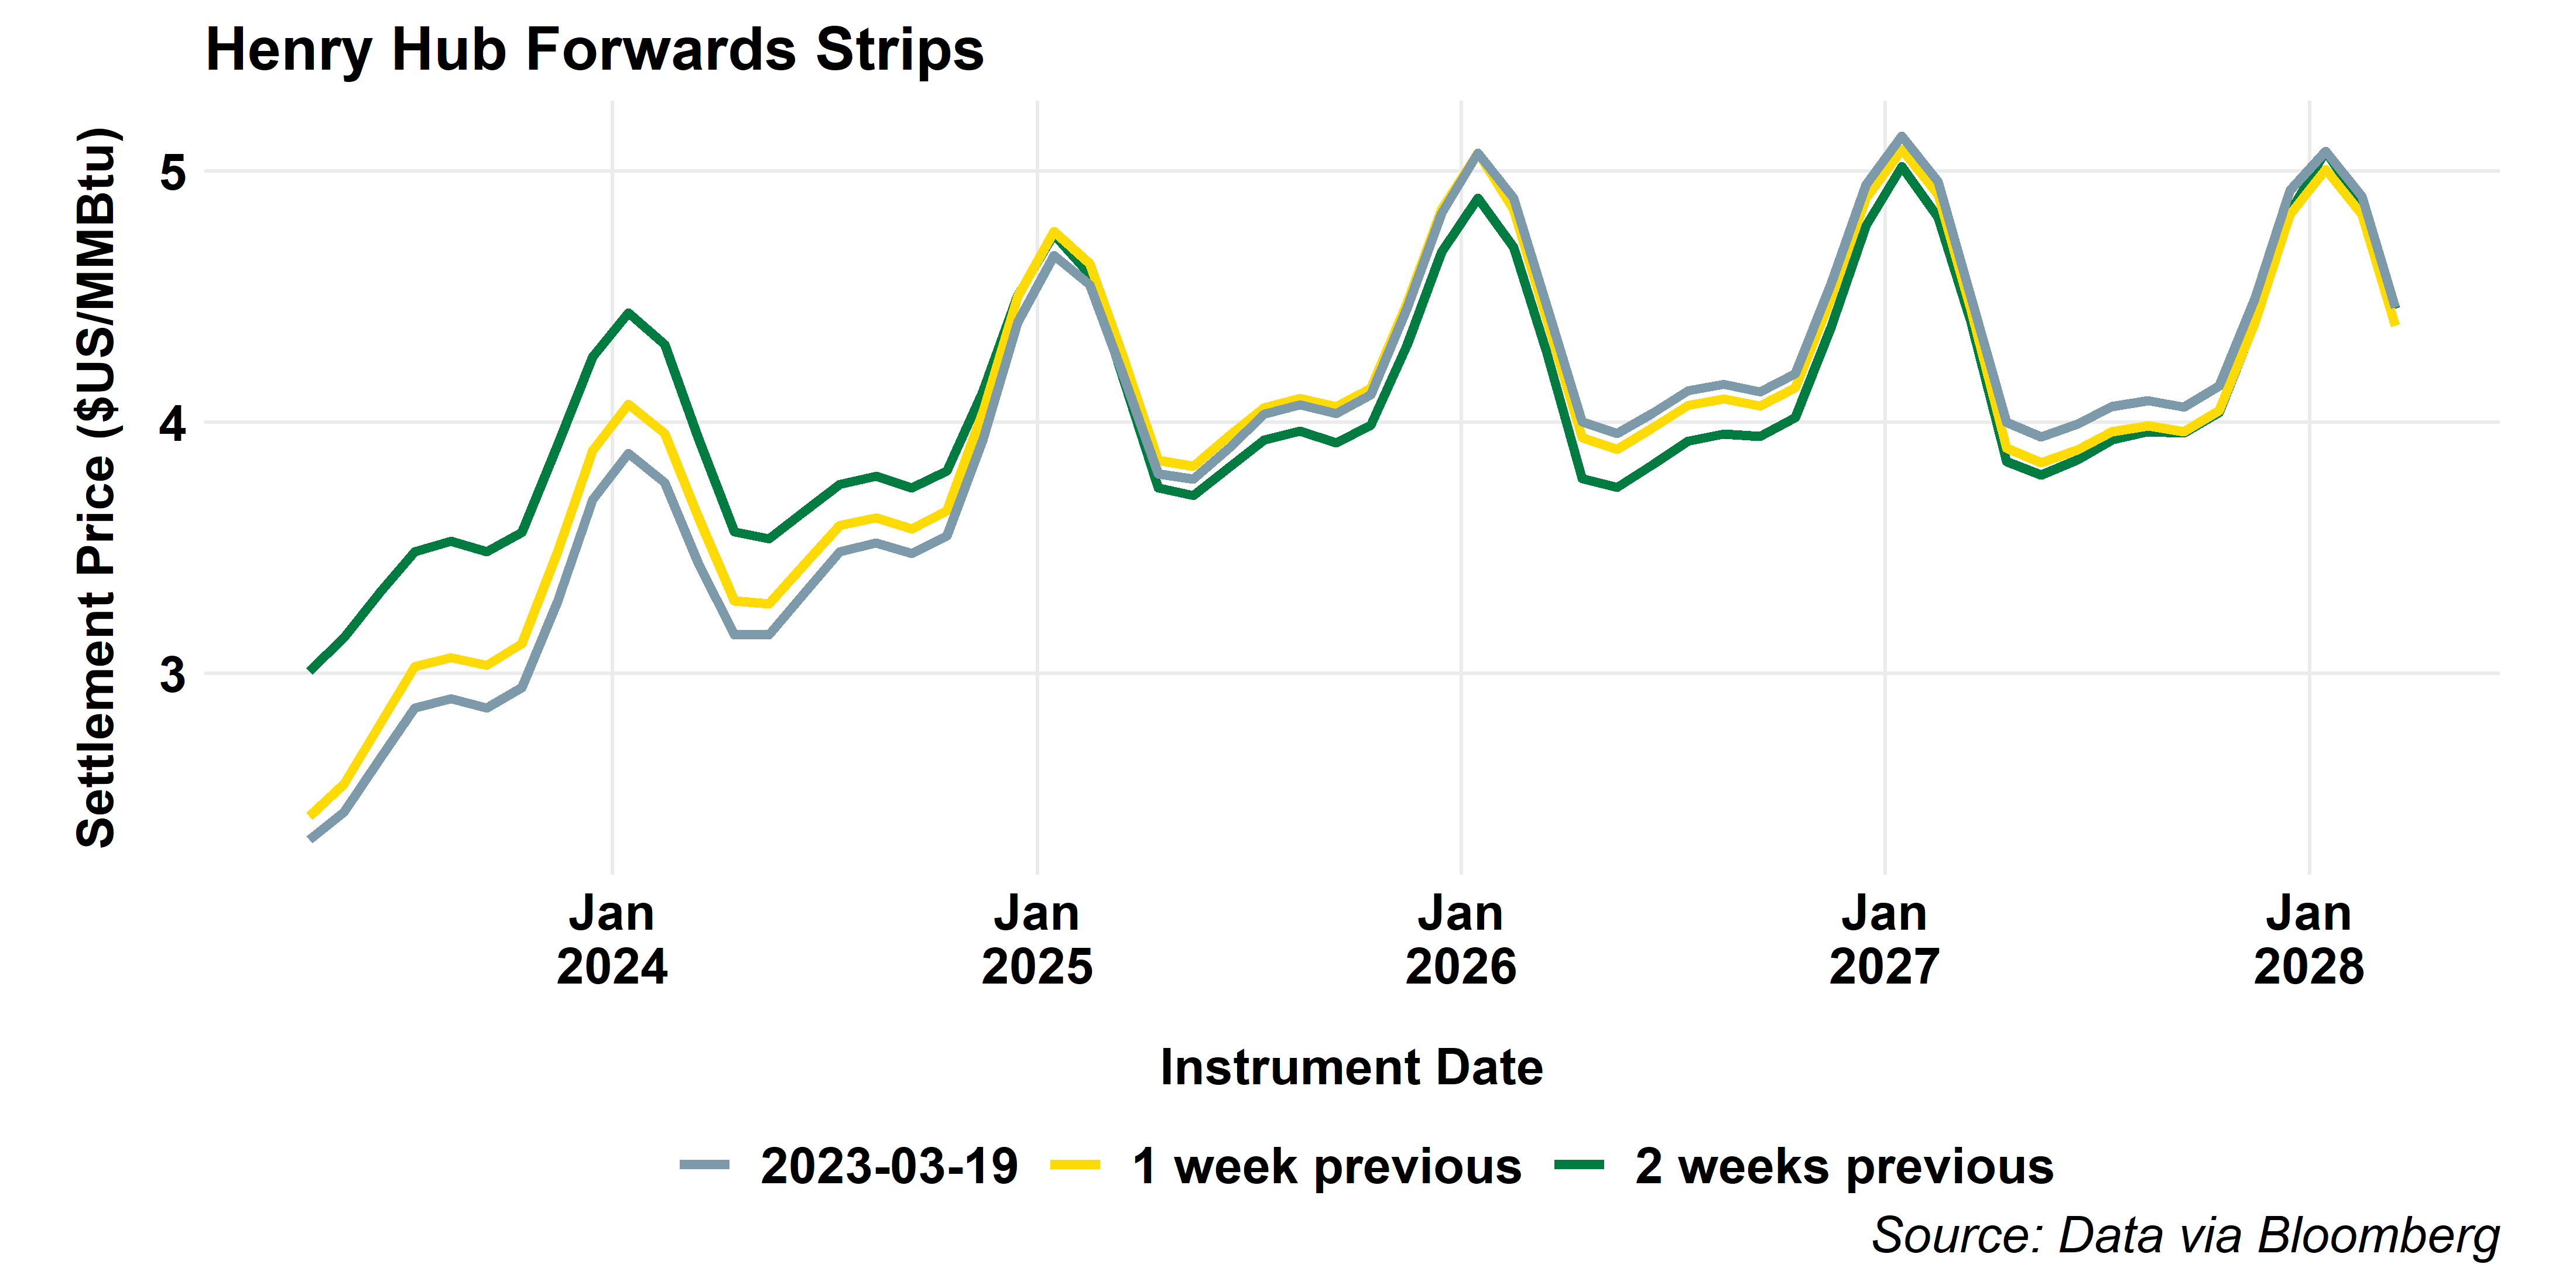 Henry Hub Forwards Strips
Settlement Price ($US/MMBtu)
5
4
3
Jan
2024
Jan
2025
Jan
2026
Jan
2027
Jan
2028
Instrument Date
2023-03-19
1 week previous
2 weeks previous
Source: Data via Bloomberg